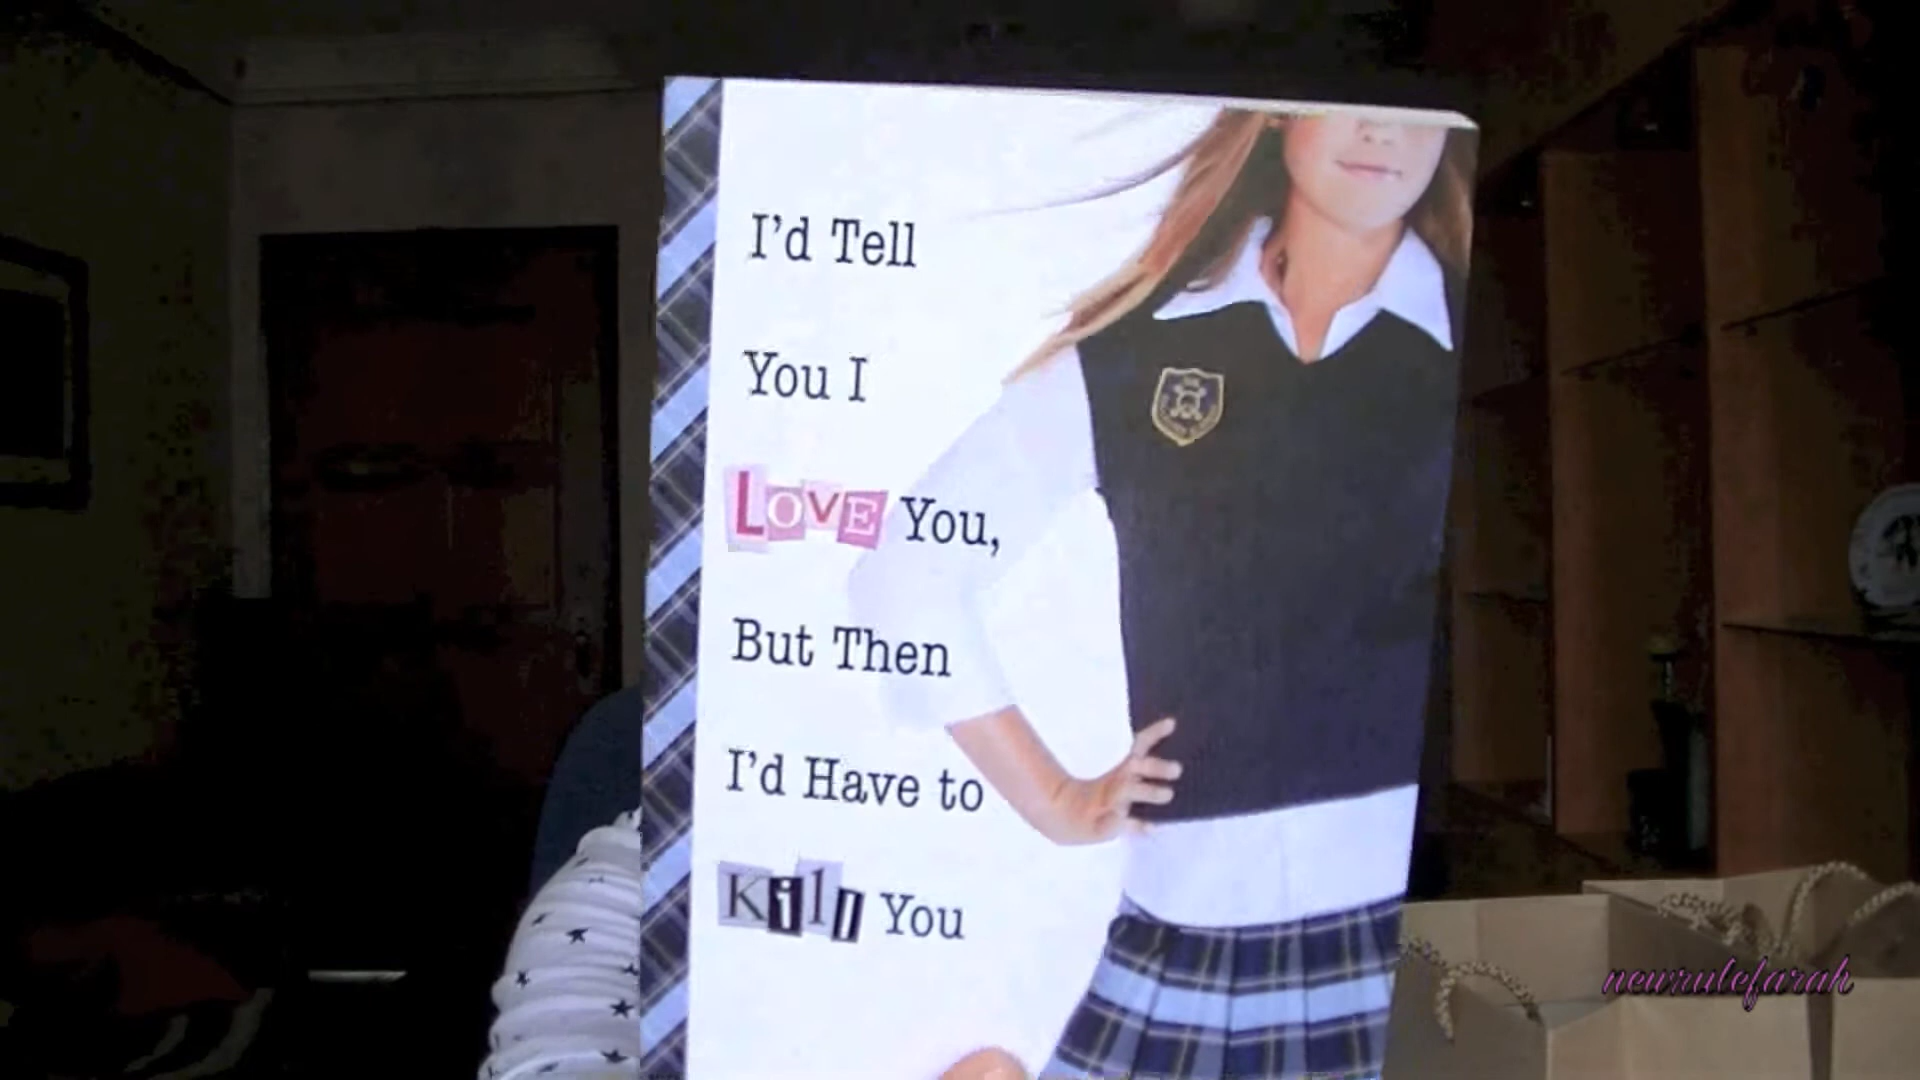 I'd Tell
You I
LOVE You,
But Then
I'd Have to
Kill You
newrulefarah